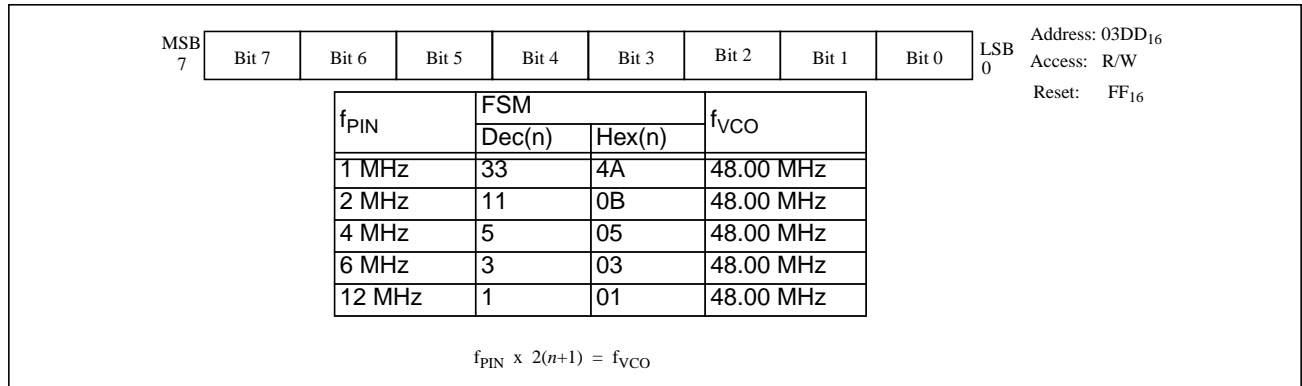 MSB
7
Bit 7 Bit 6 Bit 5 Bit 4 Bit 3 Bit 2 Bit 1 Bit 0
LSB
0
Address: 03DD16
Access: R/W
Reset: FF16
fPIN FSM fVCO
Dec(n) Hex(n)
1 MHz 33 4A 48.00 MHz
2 MHz 11 0B 48.00 MHz
4 MHz 5 05 48.00 MHz
6 MHz 3 03 48.00 MHz
12 MHz 1 01 48.00 MHz
fPIN x 2(n+1) = fVCO